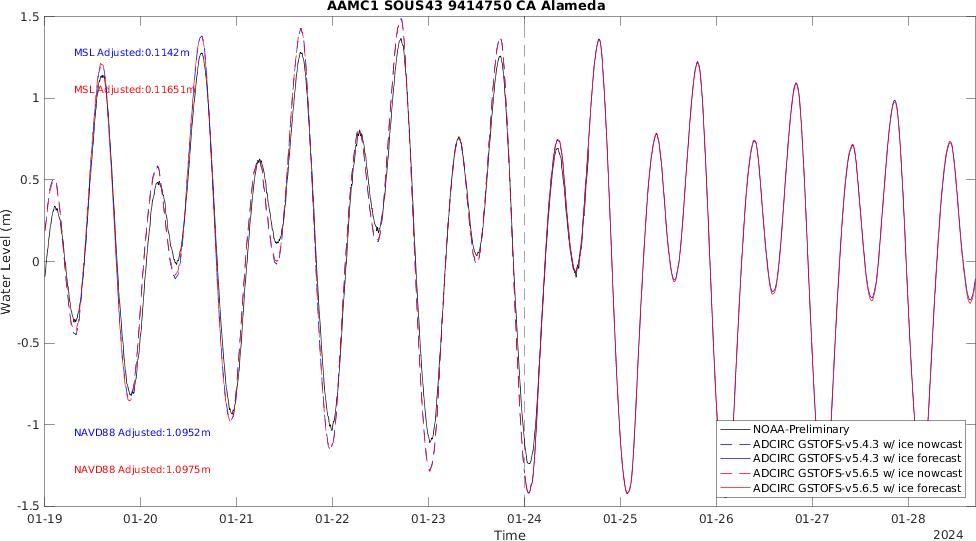 AAMC1 SOUS43 9414750 CA Alameda
1.5
MSL Adjusted:0.1142m
MSL Adjusted:0.11651m
1
0.5
0
-0.5
-1
-1.5
Water Level (m)
NAVD88 Adjusted:1.0952m
NAVD88 Adjusted:1.0975m
NOAA-Preliminary
ADCIRC GSTOFS-v5.4.3 w/ ice nowcast
ADCIRC GSTOFS-v5.4.3 w/ ice forecast
ADCIRC GSTOFS-v5.6.5 w/ ice nowcast
ADCIRC GSTOFS-v5.6.5 w/ ice forecast
01-19 01-20 01-21 01-22 01-23 01-24 01-25 01-26 01-27 01-28
Time
2024